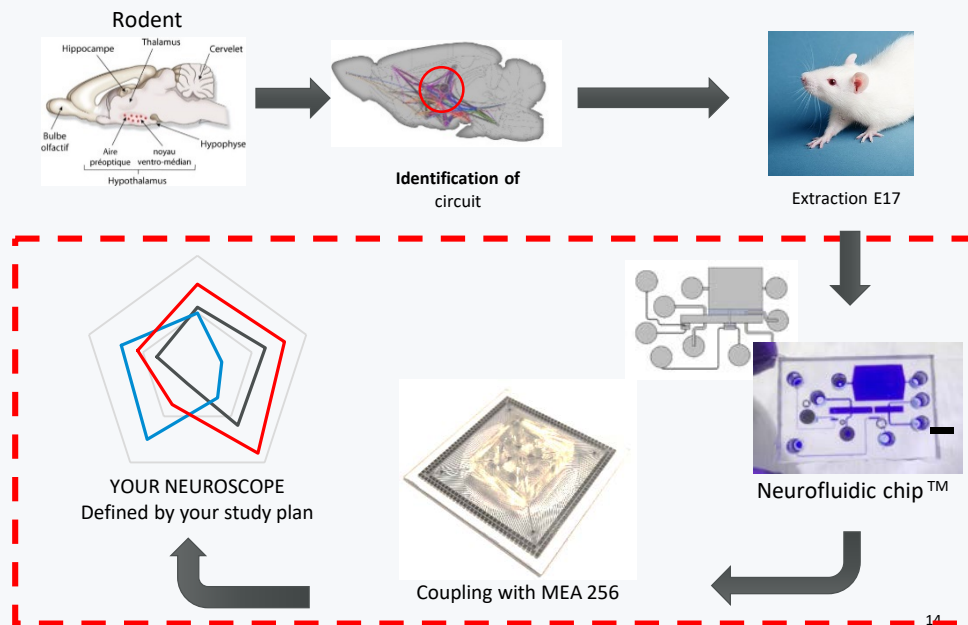 Rodent
Thalamus
Hippocampe
Cervelet
Bulbe
olfactif
Hypophyse
Aire
préoptique
noyau
ventro-médian
Hypothalamus
Identification of
circuit
Extraction E17
YOUR NEUROSCOPE
Defined by your study plan
Neurofluidic chip™
Coupling with MEA 256
14